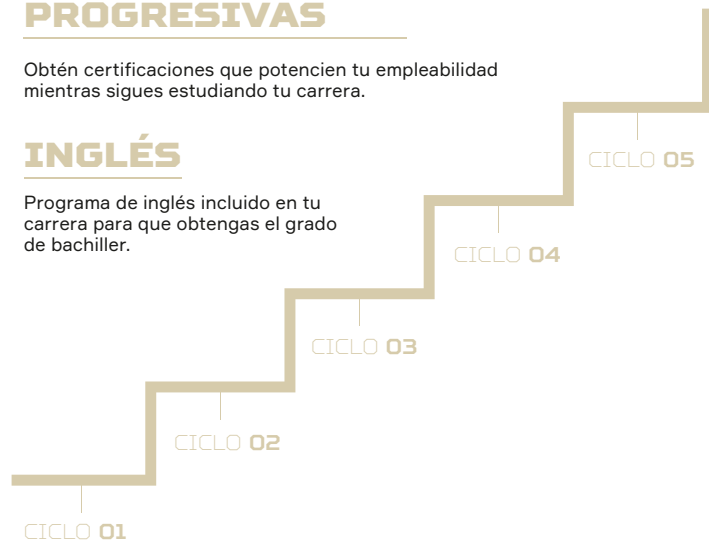 PROGRESIVAS
Obtén certificaciones que potencien tu empleabilidad
mientras sigues estudiando tu carrera.
INGLÉS
Programa de inglés incluido en tu
carrera para que obtengas el grado
de bachiller.
CICLO 05
CICLO 04
CICLO 03
CICLO 02
CICLO 01